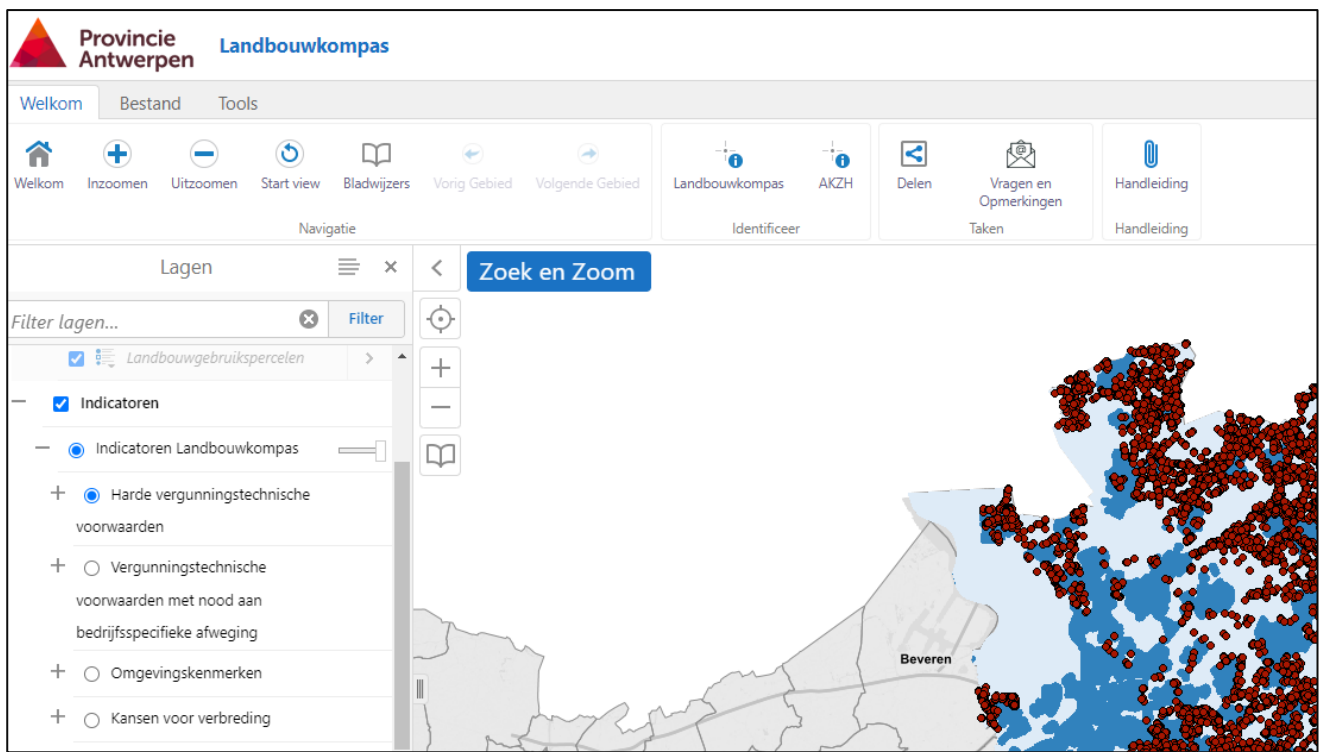 Provincie
Antwerpen
Landbouwkompas
Welkom Bestand Tools
Welkom Inzoomen Uitzoomen Start view Bladwijzers Vorig Gebied Volgende Gebied Landbouwkompas AKZH Delen Vragen en Opmerkingen Handleiding
Navigatie Identificeer Taken Handleiding
Lagen
Zoek en Zoom
Filter lagen... Filter
Landbouwgebruikspercelen
Indicatoren
Indicatoren Landbouwkompas
Harde vergunningstechnische
voorwaarden
Vergunningstechnische
voorwaarden met nood aan
bedrijfsspecifieke afweging
Omgevingskenmerken
Kansen voor verbreding
Beveren